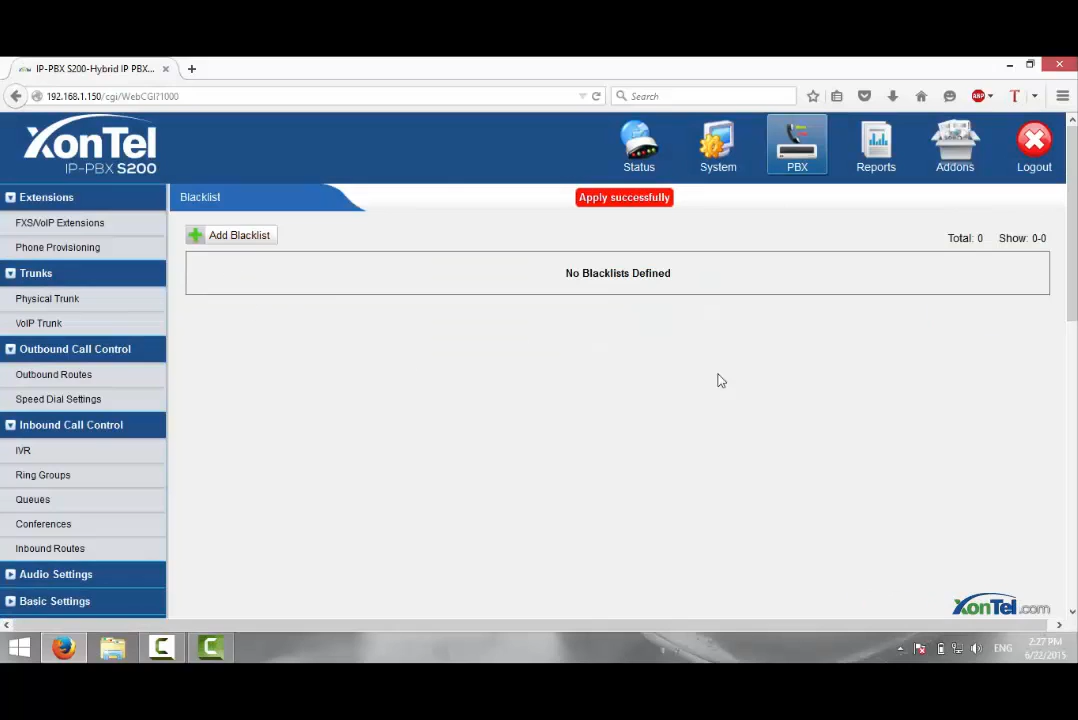 IP-PBX S200-Hybrid IP PBX...
192.168.1.150/cgi/WebCGI?1000
Search
ABP
T
XonTel
IP-PBX S200
Status
System
PBX
Reports
Addons
Logout
Extensions
FXS/VoIP Extensions
Phone Provisioning
Trunks
Physical Trunk
VoIP Trunk
Outbound Call Control
Outbound Routes
Speed Dial Settings
Inbound Call Control
IVR
Ring Groups
Queues
Conferences
Inbound Routes
Audio Settings
Basic Settings
Blacklist
Apply successfully
Add Blacklist
Total: 0 Show: 0-0
No Blacklists Defined
XonTel.com
ENG
2:27 PM
6/22/2015